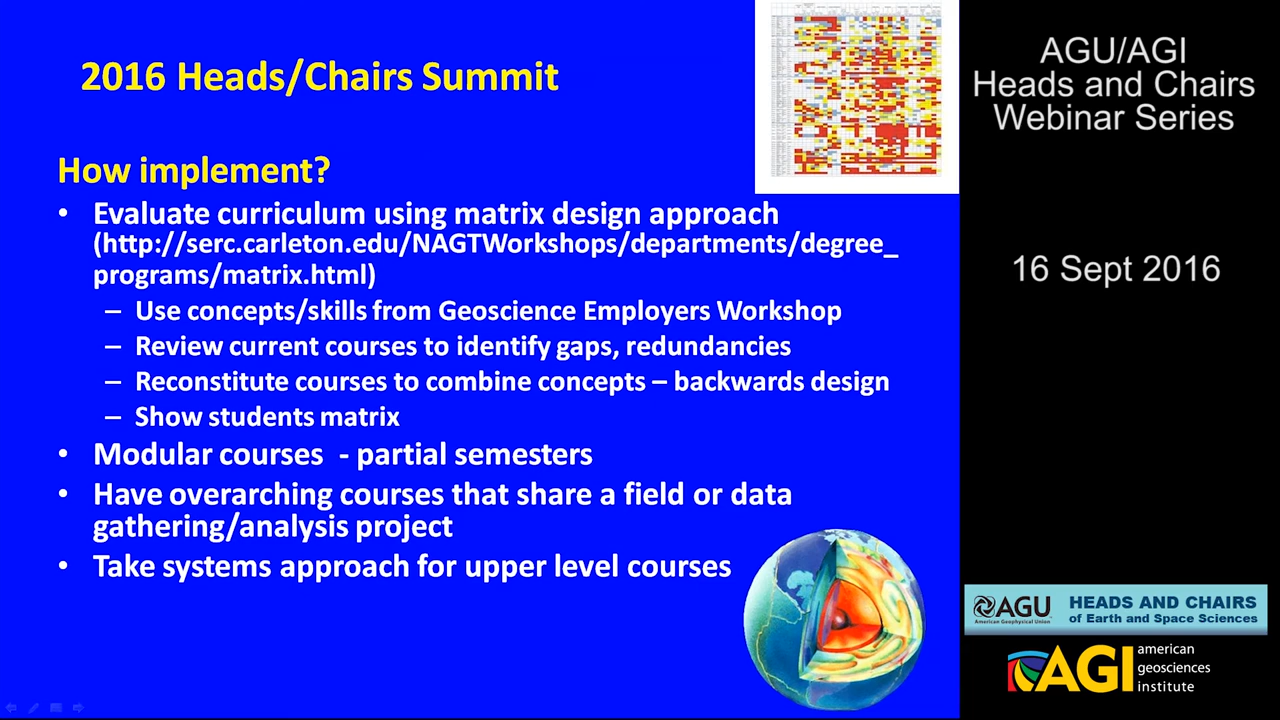 2016 Heads/Chairs Summit
How implement?
• Evaluate curriculum using matrix design approach
(http://serc.carleton.edu/NAGTWorkshops/departments/degree_
programs/matrix.html)
– Use concepts/skills from Geoscience Employers Workshop
– Review current courses to identify gaps, redundancies
– Reconstitute courses to combine concepts – backwards design
– Show students matrix
• Modular courses - partial semesters
• Have overarching courses that share a field or data
gathering/analysis project
• Take systems approach for upper level courses
AGU/AGI
Heads and Chairs
Webinar Series
16 Sept 2016
AGU
American Geophysical Union
HEADS AND CHAIRS
of Earth and Space Sciences
AGI
american
geosciences
institute